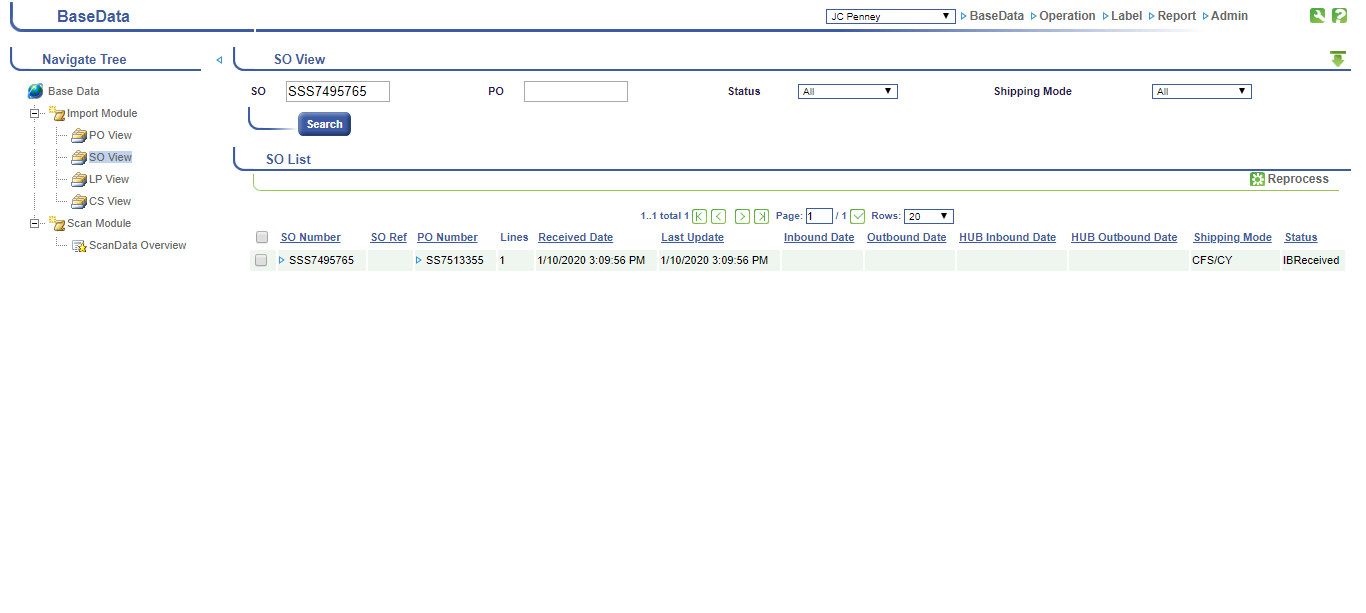 BaseData
JC Penney BaseData Operation Label Report Admin
Navigate Tree
SO View
Base Data
Import Module
PO View
SO View
LP View
CS View
Scan Module
ScanData Overview
SO SSS7495765 PO Status All Shipping Mode All
Search
SO List
Reprocess
1..1 total 1 Page: 1 / 1 Rows: 20
SO Number SO Ref PO Number Lines Received Date Last Update Inbound Date Outbound Date HUB Inbound Date HUB Outbound Date Shipping Mode Status
SSS7495765 SS7513355 1 1/10/2020 3:09:56 PM 1/10/2020 3:09:56 PM CFS/CY IBReceived